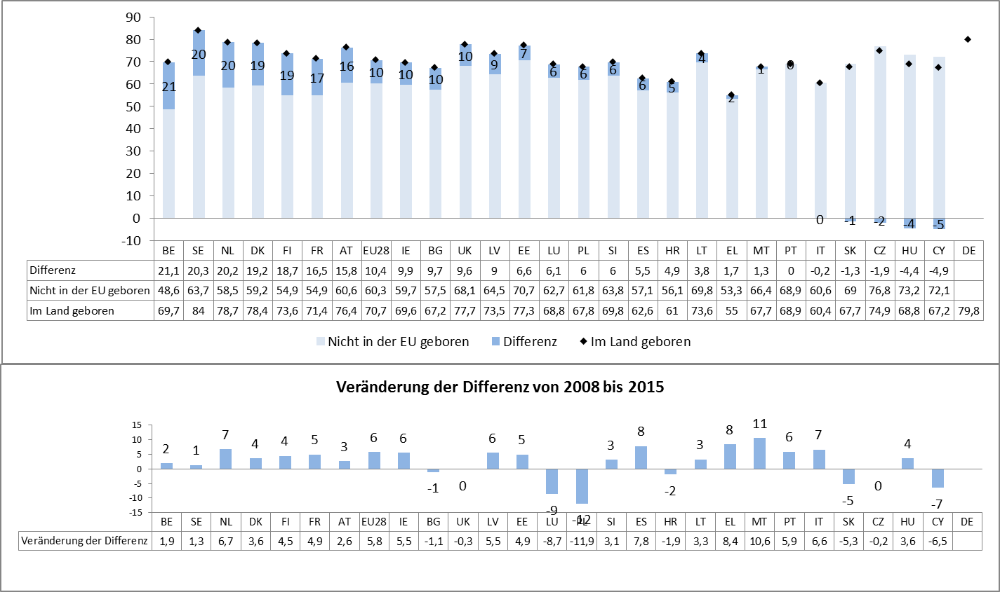 90
80
70
60
50
40
30
20
10
0
-10
21 20 20 19 19 17 16 10 10 10 10 9 7 6 6 6 6 5 4 2 1 0 0 -1 -2 -4 -5
BE SE NL DK FI FR AT EU28 IE BG UK LV EE LU PL SI ES HR LT EL MT PT IT SK CZ HU CY DE
Differenz 21,1 20,3 20,2 19,2 18,7 16,5 15,8 10,4 9,9 9,7 9,6 9 6,6 6,1 6 6 5,5 4,9 3,8 1,7 1,3 0 -0,2 -1,3 -1,9 -4,4 -4,9
Nicht in der EU geboren 48,6 63,7 58,5 59,2 54,9 54,9 60,6 60,3 59,7 57,5 68,1 64,5 70,7 62,7 61,8 63,8 57,1 56,1 69,8 53,3 66,4 68,9 60,6 69 76,8 73,2 72,1
Im Land geboren 69,7 84 78,7 78,4 73,6 71,4 76,4 70,7 69,6 67,2 77,7 73,5 77,3 68,8 67,8 69,8 62,6 61 73,6 55 67,7 68,9 60,4 67,7 74,9 68,8 67,2 79,8
Nicht in der EU geboren Differenz Im Land geboren
Veränderung der Differenz von 2008 bis 2015
15
10
5
0
-5
-10
-15
2 1 7 4 4 5 3 6 6 -1 0 6 5 -9 -12 3 8 -2 3 8 11 6 7 -5 0 4 -7
BE SE NL DK FI FR AT EU28 IE BG UK LV EE LU PL SI ES HR LT EL MT PT IT SK CZ HU CY DE
Veränderung der Differenz 1,9 1,3 6,7 3,6 4,5 4,9 2,6 5,8 5,5 -1,1 -0,3 5,5 4,9 -8,7 -11,9 3,1 7,8 -1,9 3,3 8,4 10,6 5,9 6,6 -5,3 -0,2 3,6 -6,5